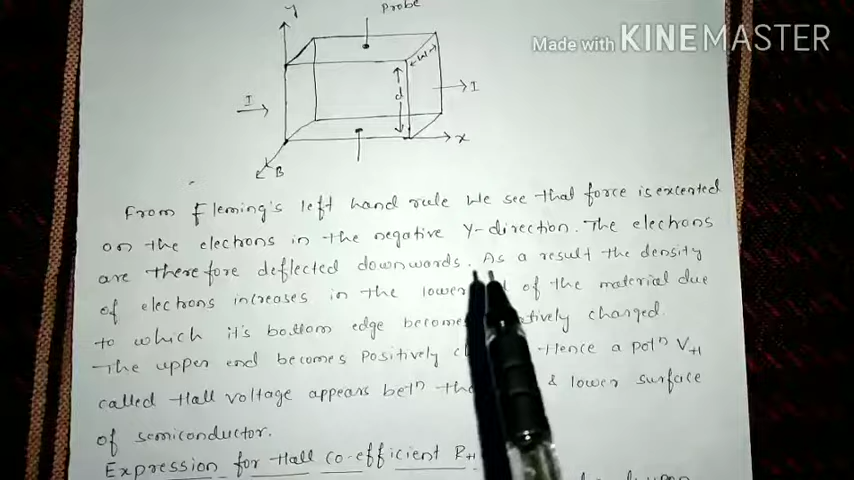 Y
Probe
Made with KINEMASTER
W
I
d
I
X
B
From Fleming's left hand rule we see that force is excerted
on the electrons in the negative Y-direction. The electrons
are therefore deflected downwards. As a result the density
of electrons increases in the lower of the material due
to which it's bottom edge becomes charged.
The upper end becomes positively Hence a potn VH
called Hall voltage appears betn the & lower surface
of semiconductor.
Expression for Hall co-efficient RH